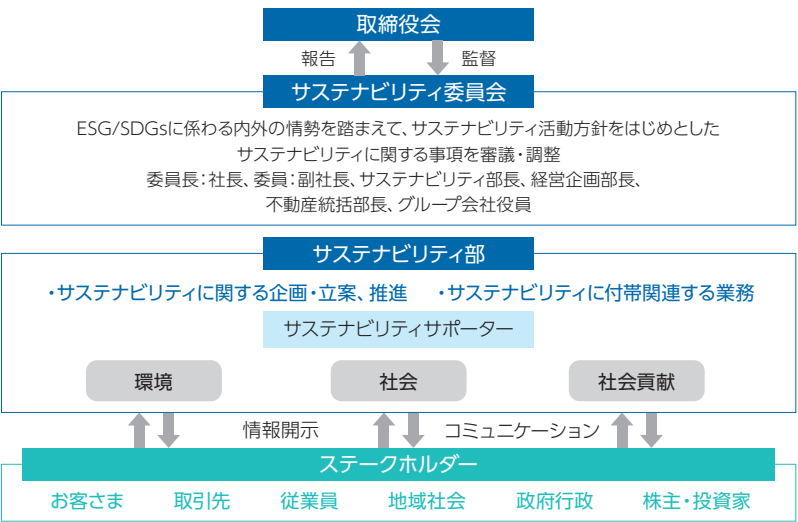 取締役会
報告 監督
サステナビリティ委員会
ESG/SDGsに係わる内外の情勢を踏まえて、サステナビリティ活動方針をはじめとした
サステナビリティに関する事項を審議・調整
委員長：社長、委員：副社長、サステナビリティ部長、経営企画部長、
不動産統括部長、グループ会社役員
サステナビリティ部
・サステナビリティに関する企画・立案、推進 ・サステナビリティに付帯関連する業務
サステナビリティサポーター
環境 社会 社会貢献
情報開示 コミュニケーション
ステークホルダー
お客さま 取引先 従業員 地域社会 政府行政 株主・投資家